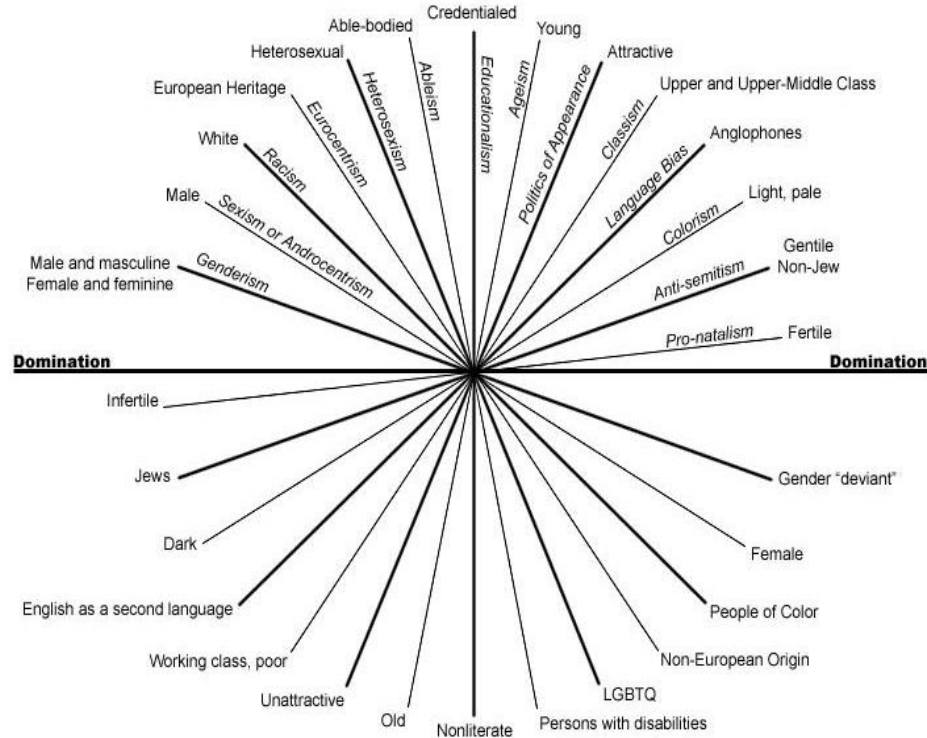 Credentialed
Able-bodied
Young
Heterosexual
Attractive
European Heritage
Upper and Upper-Middle Class
White
Anglophones
Male
Light, pale
Male and masculine
Female and feminine
Gentile
Non-Jew
Fertile
Genderism
Sexism or Androcentrism
Racism
Eurocentrism
Heterosexism
Ableism
Educationalism
Ageism
Politics of Appearance
Classism
Language Bias
Colorism
Anti-semitism
Pro-natalism
Domination
Domination
Infertile
Jews
Gender “deviant”
Dark
Female
English as a second language
People of Color
Working class, poor
Non-European Origin
Unattractive
LGBTQ
Old
Nonliterate
Persons with disabilities